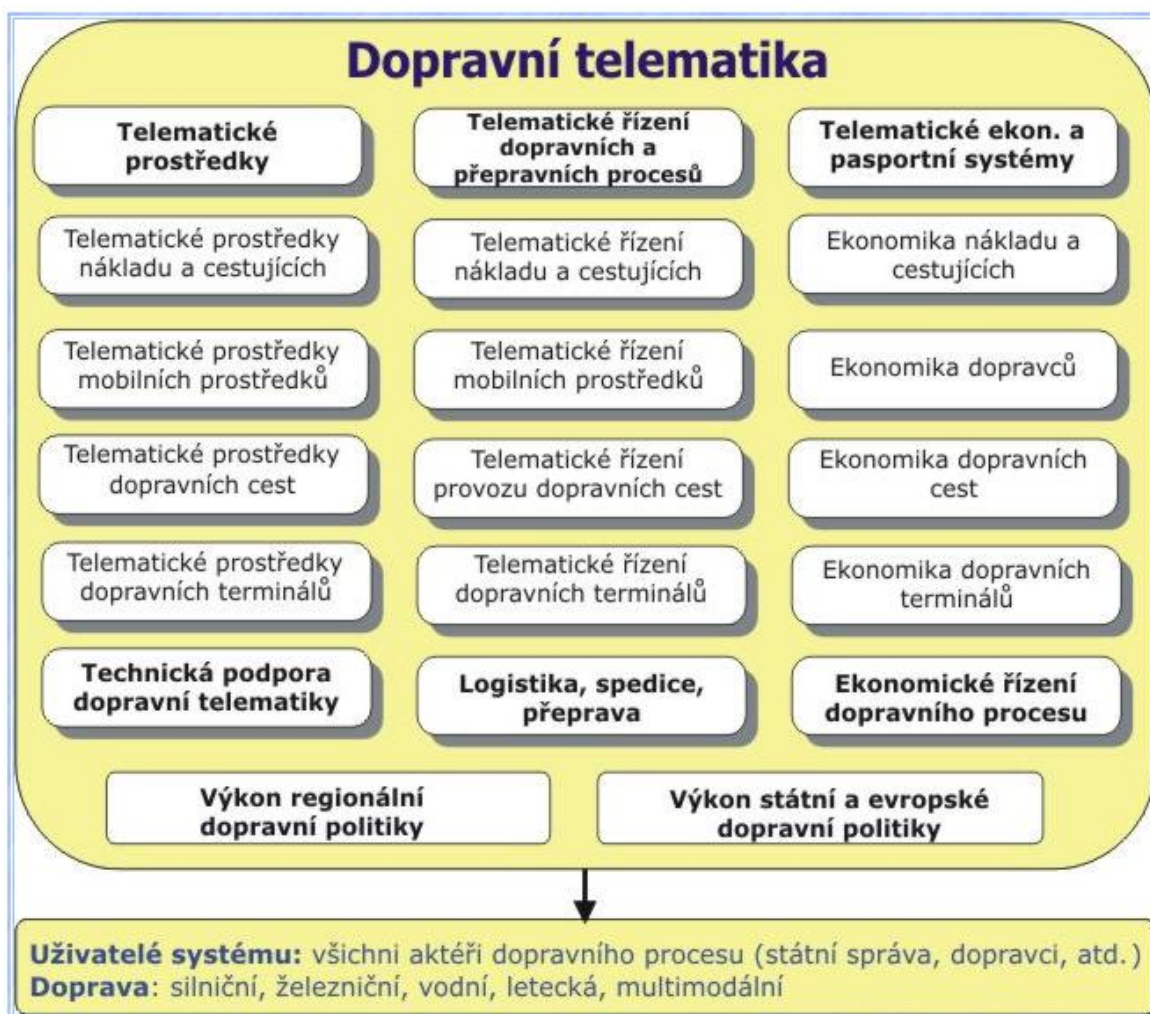 Dopravní telematika
Telematické
prostředky
Telematické řízení
dopravních a
přepravních procesů
Telematické ekon. a
pasportní systémy
Telematické prostředky
nákladu a cestujících
Telematické řízení
nákladu a cestujících
Ekonomika nákladu a
cestujících
Telematické prostředky
mobilních prostředků
Telematické řízení
mobilních prostředků
Ekonomika dopravců
Telematické prostředky
dopravních cest
Telematické řízení
provozu dopravních cest
Ekonomika dopravních
cest
Telematické prostředky
dopravních terminálů
Telematické řízení
dopravních terminálů
Ekonomika dopravních
terminálů
Technická podpora
dopravní telematiky
Logistika, spedice,
přeprava
Ekonomické řízení
dopravního procesu
Výkon regionální
dopravní politiky
Výkon státní a evropské
dopravní politiky
Uživatelé systému: všichni aktéři dopravního procesu (státní správa, dopravci, atd.)
Doprava: silniční, železniční, vodní, letecká, multimodální